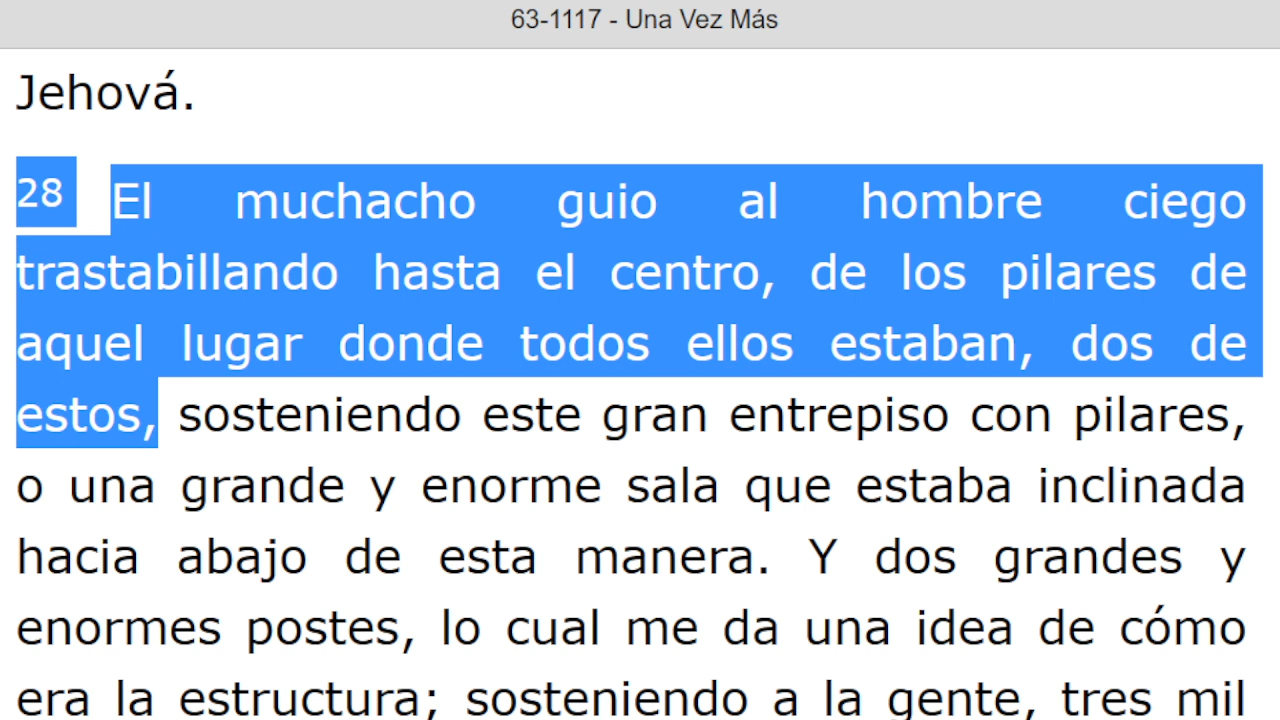 63-1117 - Una Vez Más
Jehová.
28 El muchacho guio al hombre ciego
trastabillando hasta el centro, de los pilares de
aquel lugar donde todos ellos estaban, dos de
estos, sosteniendo este gran entrepiso con pilares,
o una grande y enorme sala que estaba inclinada
hacia abajo de esta manera. Y dos grandes y
enormes postes, lo cual me da una idea de cómo
era la estructura; sosteniendo a la gente, tres mil